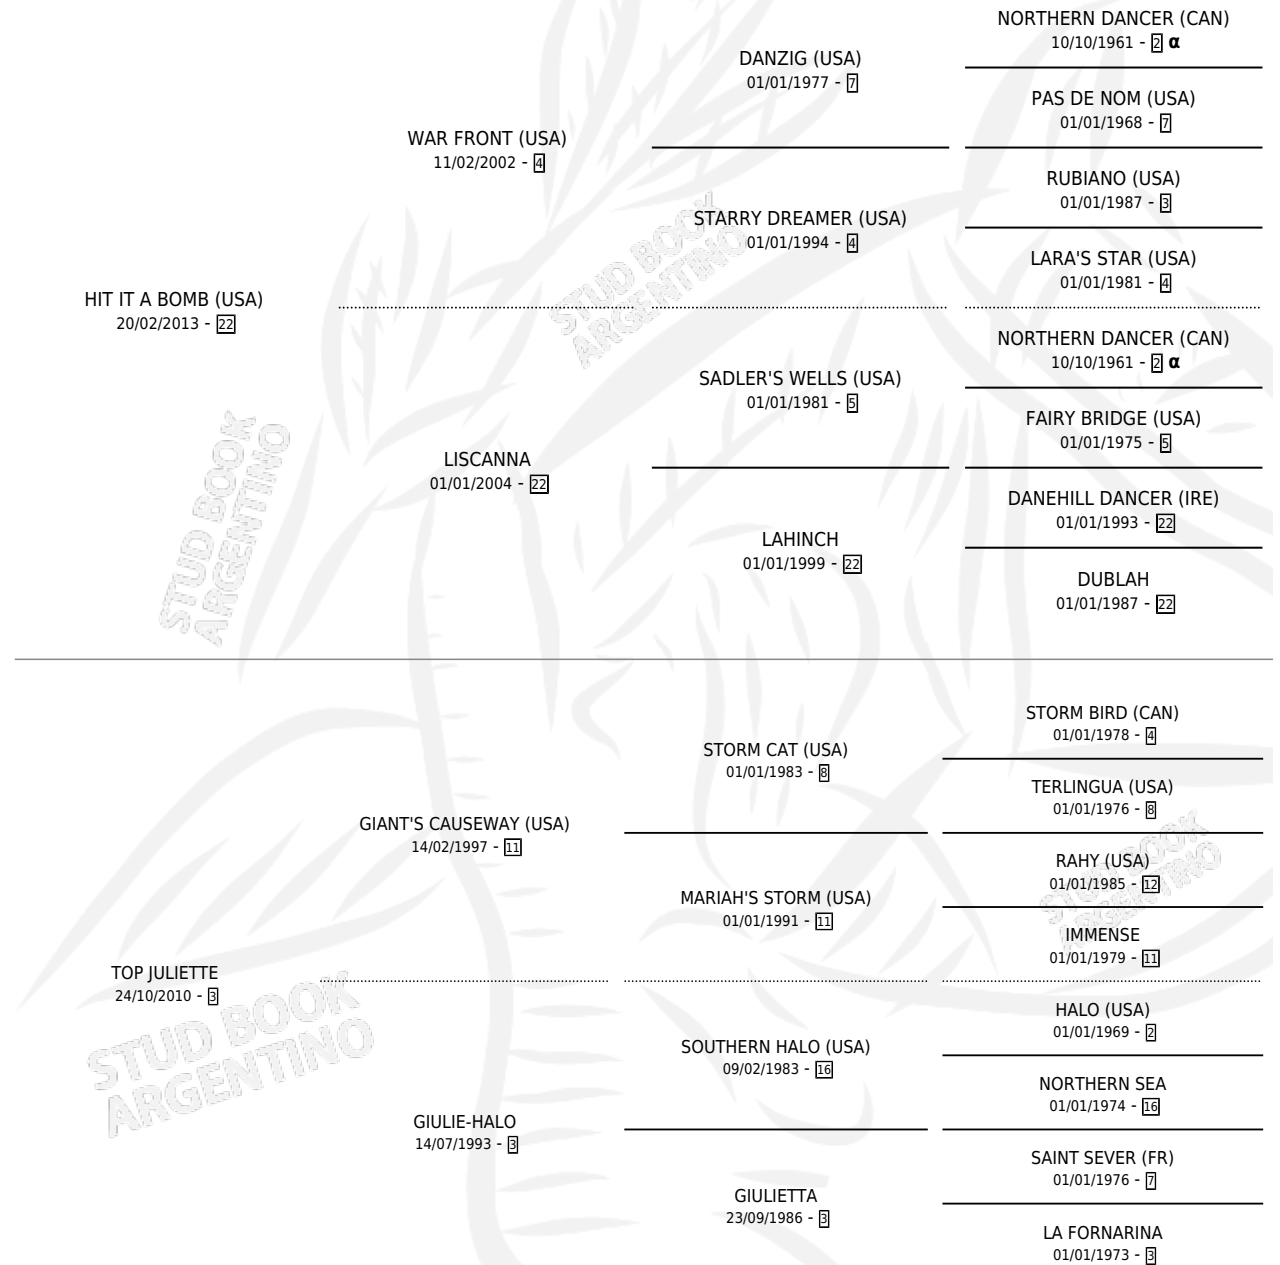 NORTHERN DANCER (CAN)
10/10/1961 - 2 α
DANZIG (USA)
01/01/1977 - 7
PAS DE NOM (USA)
01/01/1968 - 7
WAR FRONT (USA)
11/02/2002 - 4
RUBIANO (USA)
01/01/1987 - 3
STARRY DREAMER (USA)
01/01/1994 - 4
LARA'S STAR (USA)
01/01/1981 - 4
HIT IT A BOMB (USA)
20/02/2013 - 22
NORTHERN DANCER (CAN)
10/10/1961 - 2 α
SADLER'S WELLS (USA)
01/01/1981 - 5
FAIRY BRIDGE (USA)
01/01/1975 - 5
LISCANNA
01/01/2004 - 22
DANEHILL DANCER (IRE)
01/01/1993 - 22
LAHINCH
01/01/1999 - 22
DUBLAH
01/01/1987 - 22
STORM BIRD (CAN)
01/01/1978 - 4
STORM CAT (USA)
01/01/1983 - 8
TERLINGUA (USA)
01/01/1976 - 8
GIANT'S CAUSEWAY (USA)
14/02/1997 - 11
RAHY (USA)
01/01/1985 - 12
MARIAH'S STORM (USA)
01/01/1991 - 11
IMMENSE
01/01/1979 - 11
TOP JULIETTE
24/10/2010 - 3
HALO (USA)
01/01/1969 - 2
SOUTHERN HALO (USA)
09/02/1983 - 16
NORTHERN SEA
01/01/1974 - 16
GIULIE-HALO
14/07/1993 - 3
SAINT SEVER (FR)
01/01/1976 - 7
GIULIETTA
23/09/1986 - 3
LA FORNARINA
01/01/1973 - 3
STUD BOOK
ARGENTINO
STUD BOOK
ARGENTINO
STUD BOOK
ARGENTINO
STUD BOOK
ARGENTINO